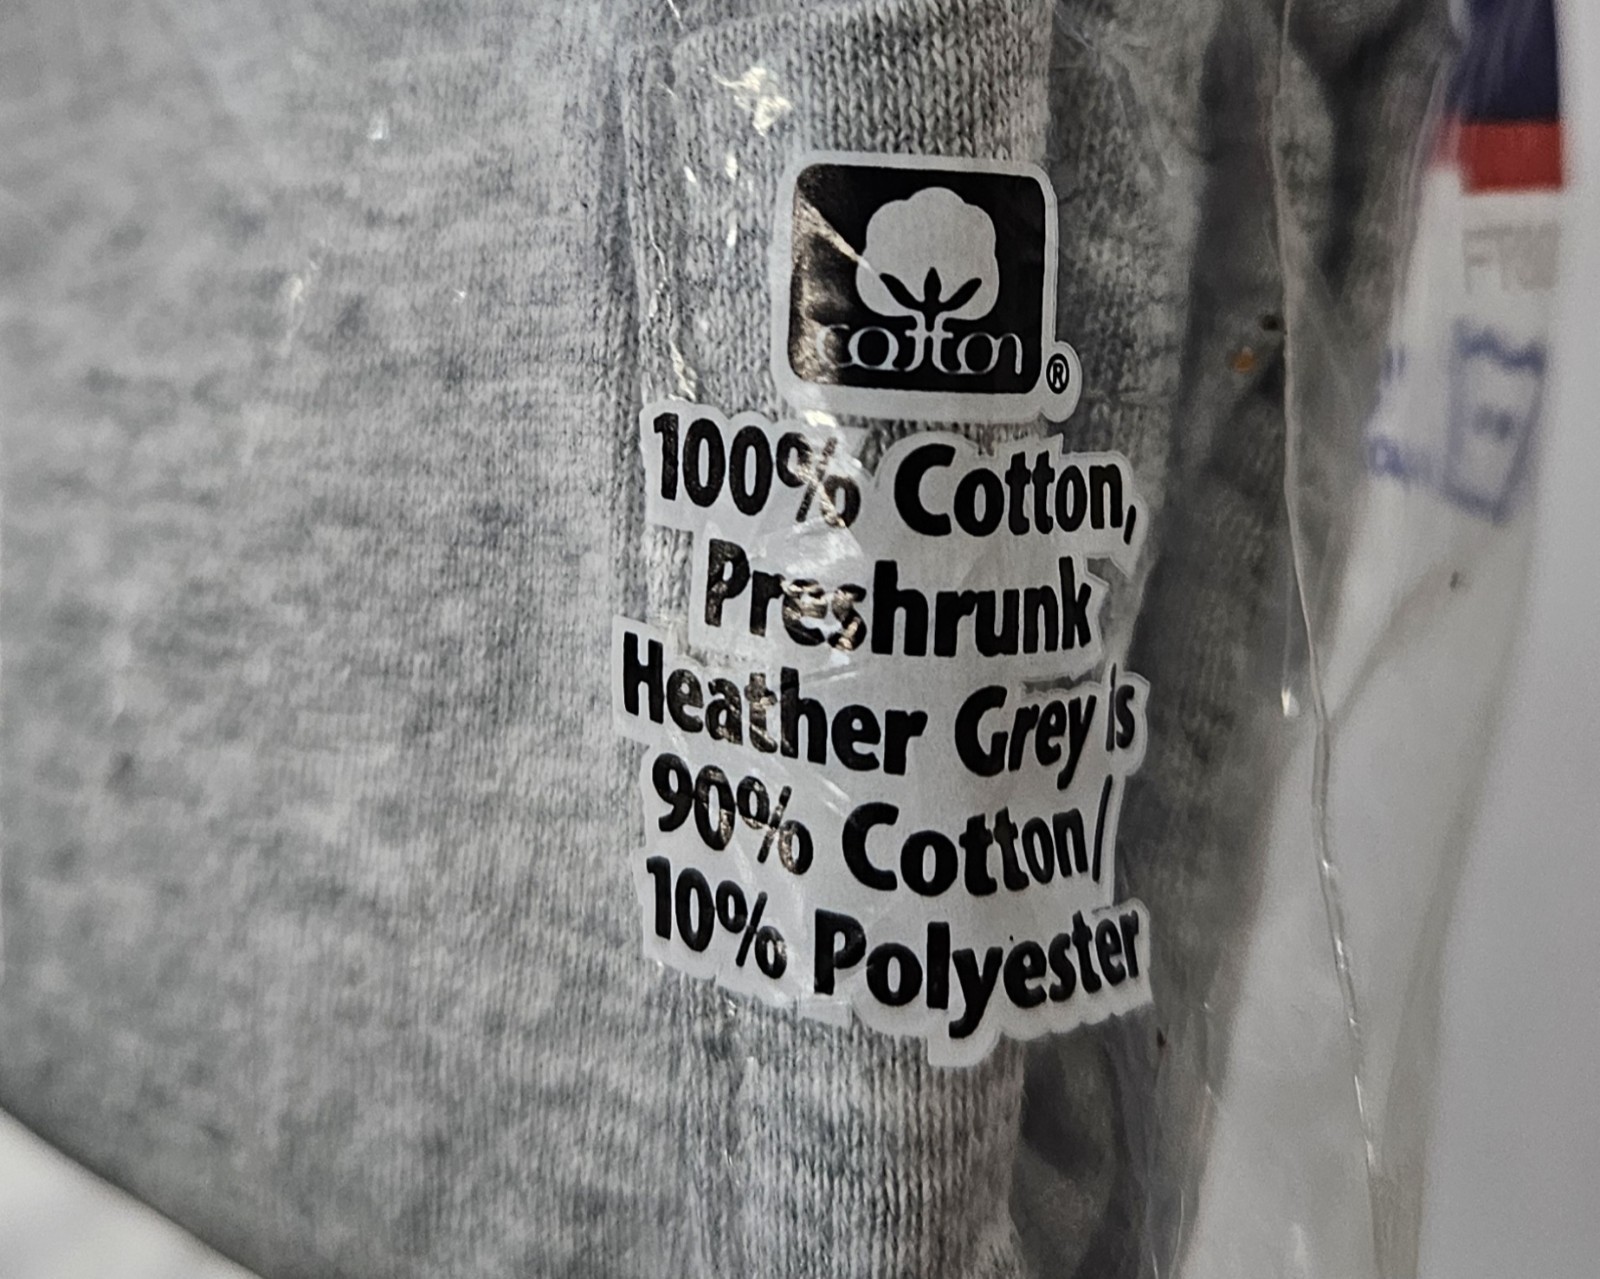 cotton
®
100% Cotton,
Preshrunk
Heather Grey is
90% Cotton/
10% Polyester